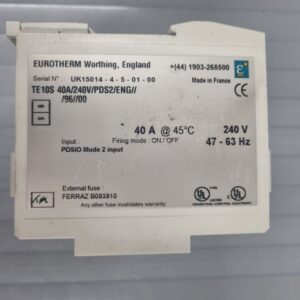 EUROTHERM Worthing, England +(44) 1903-268500
Serial N° : UK15014 - 4 - 5 - 01 - 00 Made in France
TE10S 40A/240V/PDS2/ENG//
/96//00
40 A @ 45°C 240 V
Input : Firing mode : ON / OFF 47 - 63 Hz
PDSIO Mode 2 input
External fuse :
FERRAZ B093910
Any other fuse invalidates warranty